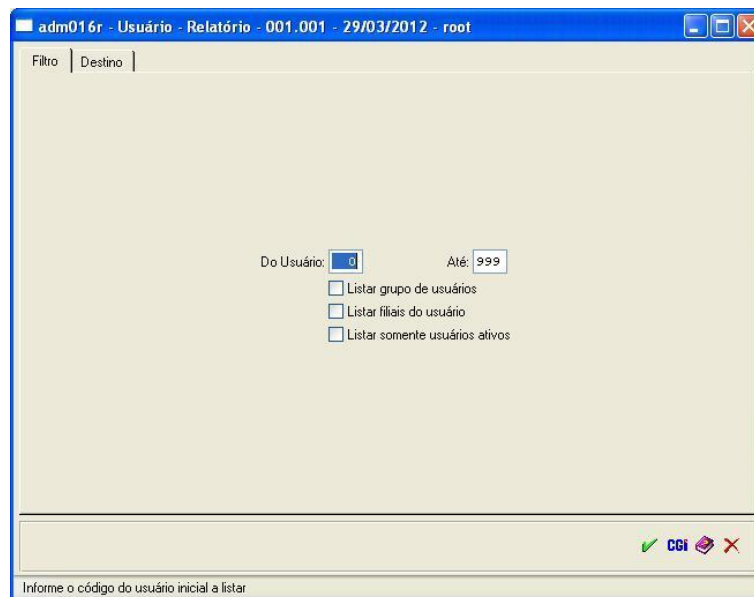 adm016r - Usuário - Relatório - 001.001 - 29/03/2012 - root
Filtro Destino
Do Usuário: 0 Até: 999
Listar grupo de usuários
Listar filiais do usuário
Listar somente usuários ativos
CGi
Informe o código do usuário inicial a listar